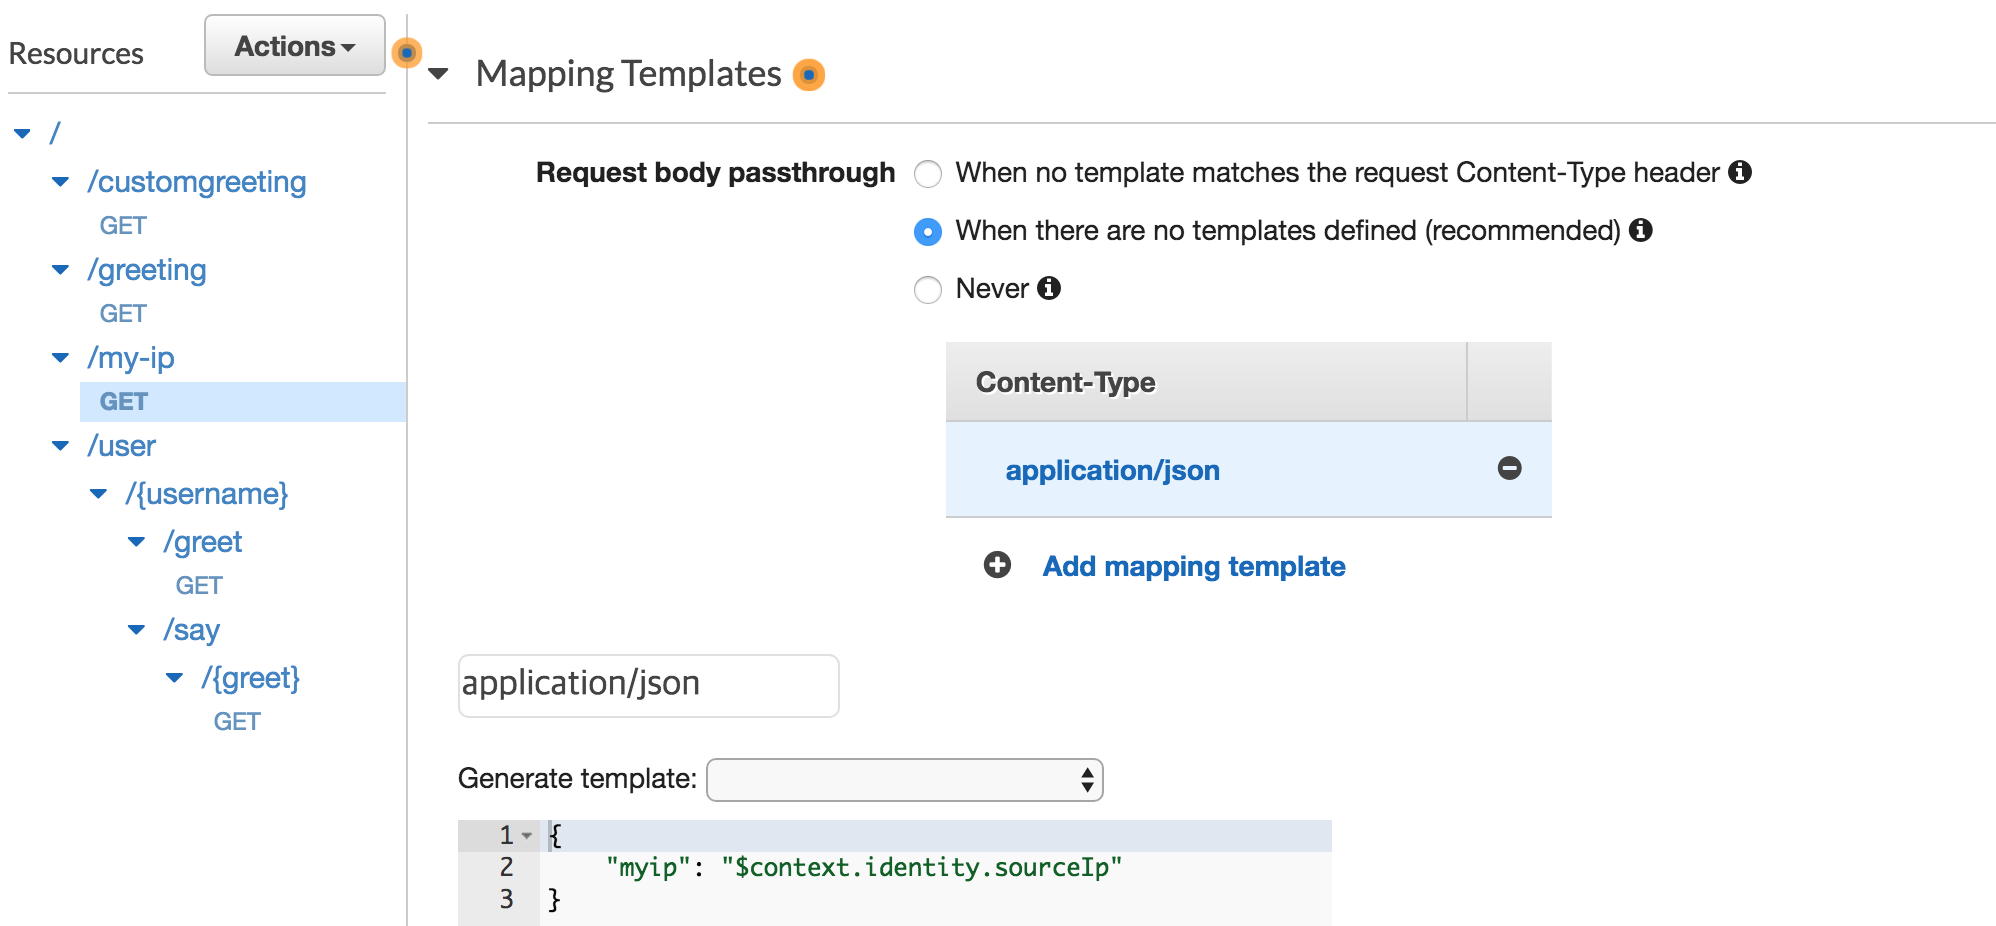 Resources
Actions
/
/customgreeting
GET
/greeting
GET
/my-ip
GET
/user
/{username}
/greet
GET
/say
/{greet}
GET
Mapping Templates
Request body passthrough
When no template matches the request Content-Type header
When there are no templates defined (recommended)
Never
Content-Type
application/json
Add mapping template
application/json
Generate template:
1 {
2 "myip": "$context.identity.sourceIp"
3 }